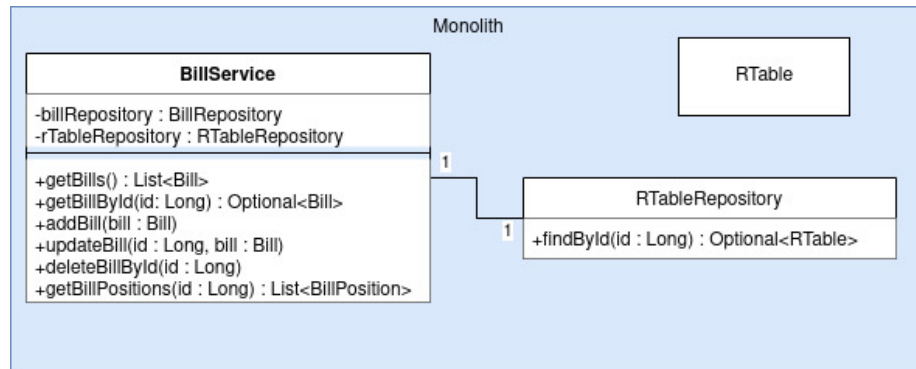 Monolith
BillService
-billRepository : BillRepository
-rTableRepository : RTableRepository
+getBills() : List<Bill>
+getBillById(id: Long) : Optional<Bill>
+addBill(bill : Bill)
+updateBill(id : Long, bill : Bill)
+deleteBillById(id : Long)
+getBillPositions(id : Long) : List<BillPosition>
1
1
RTable
RTableRepository
+findById(id : Long) : Optional<RTable>